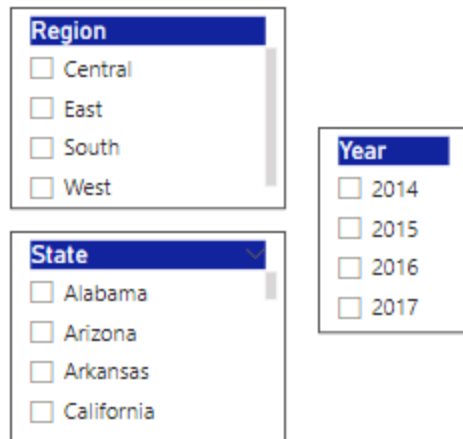 Region
Central
East
South
West
State
Alabama
Arizona
Arkansas
California
Year
2014
2015
2016
2017